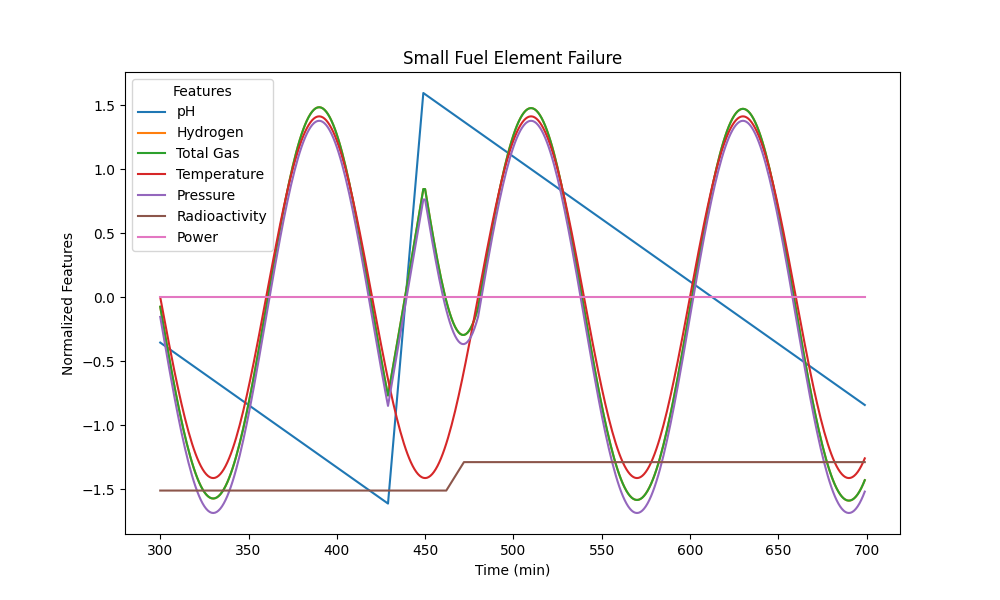 Small Fuel Element Failure
Features
pH
Hydrogen
Total Gas
Temperature
Pressure
Radioactivity
Power
Normalized Features
1.5
1.0
0.5
0.0
−0.5
−1.0
−1.5
300 350 400 450 500 550 600 650 700
Time (min)